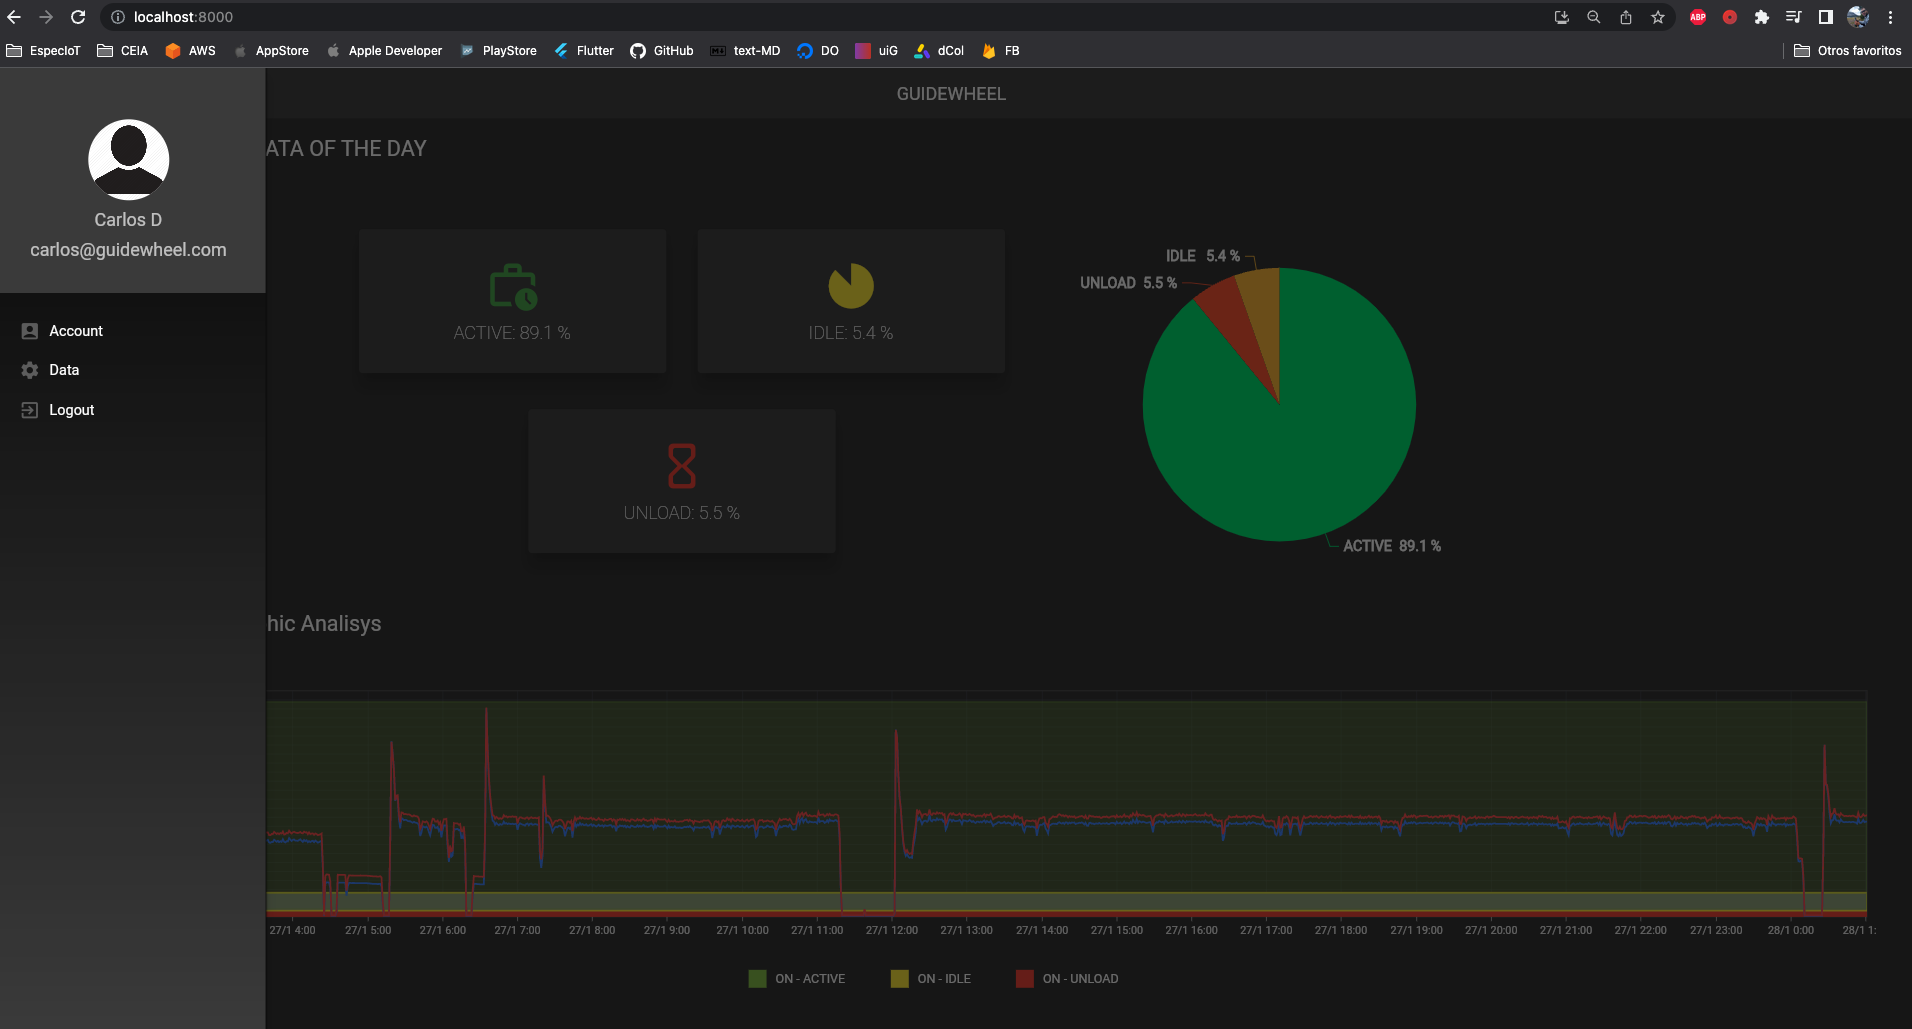 localhost:8000
ABP
EspecIoT CEIA AWS AppStore Apple Developer PlayStore Flutter GitHub text-MD DO uiG dCol FB Otros favoritos
GUIDEWHEEL
Carlos D
carlos@guidewheel.com
Account
Data
Logout
ATA OF THE DAY
ACTIVE: 89.1 %
IDLE: 5.4 %
UNLOAD: 5.5 %
IDLE 5.4 %
UNLOAD 5.5 %
ACTIVE 89.1 %
hic Analisys
27/1 4:00 27/1 5:00 27/1 6:00 27/1 7:00 27/1 8:00 27/1 9:00 27/1 10:00 27/1 11:00 27/1 12:00 27/1 13:00 27/1 14:00 27/1 15:00 27/1 16:00 27/1 17:00 27/1 18:00 27/1 19:00 27/1 20:00 27/1 21:00 27/1 22:00 27/1 23:00 28/1 0:00 28/1 1:
ON - ACTIVE ON - IDLE ON - UNLOAD